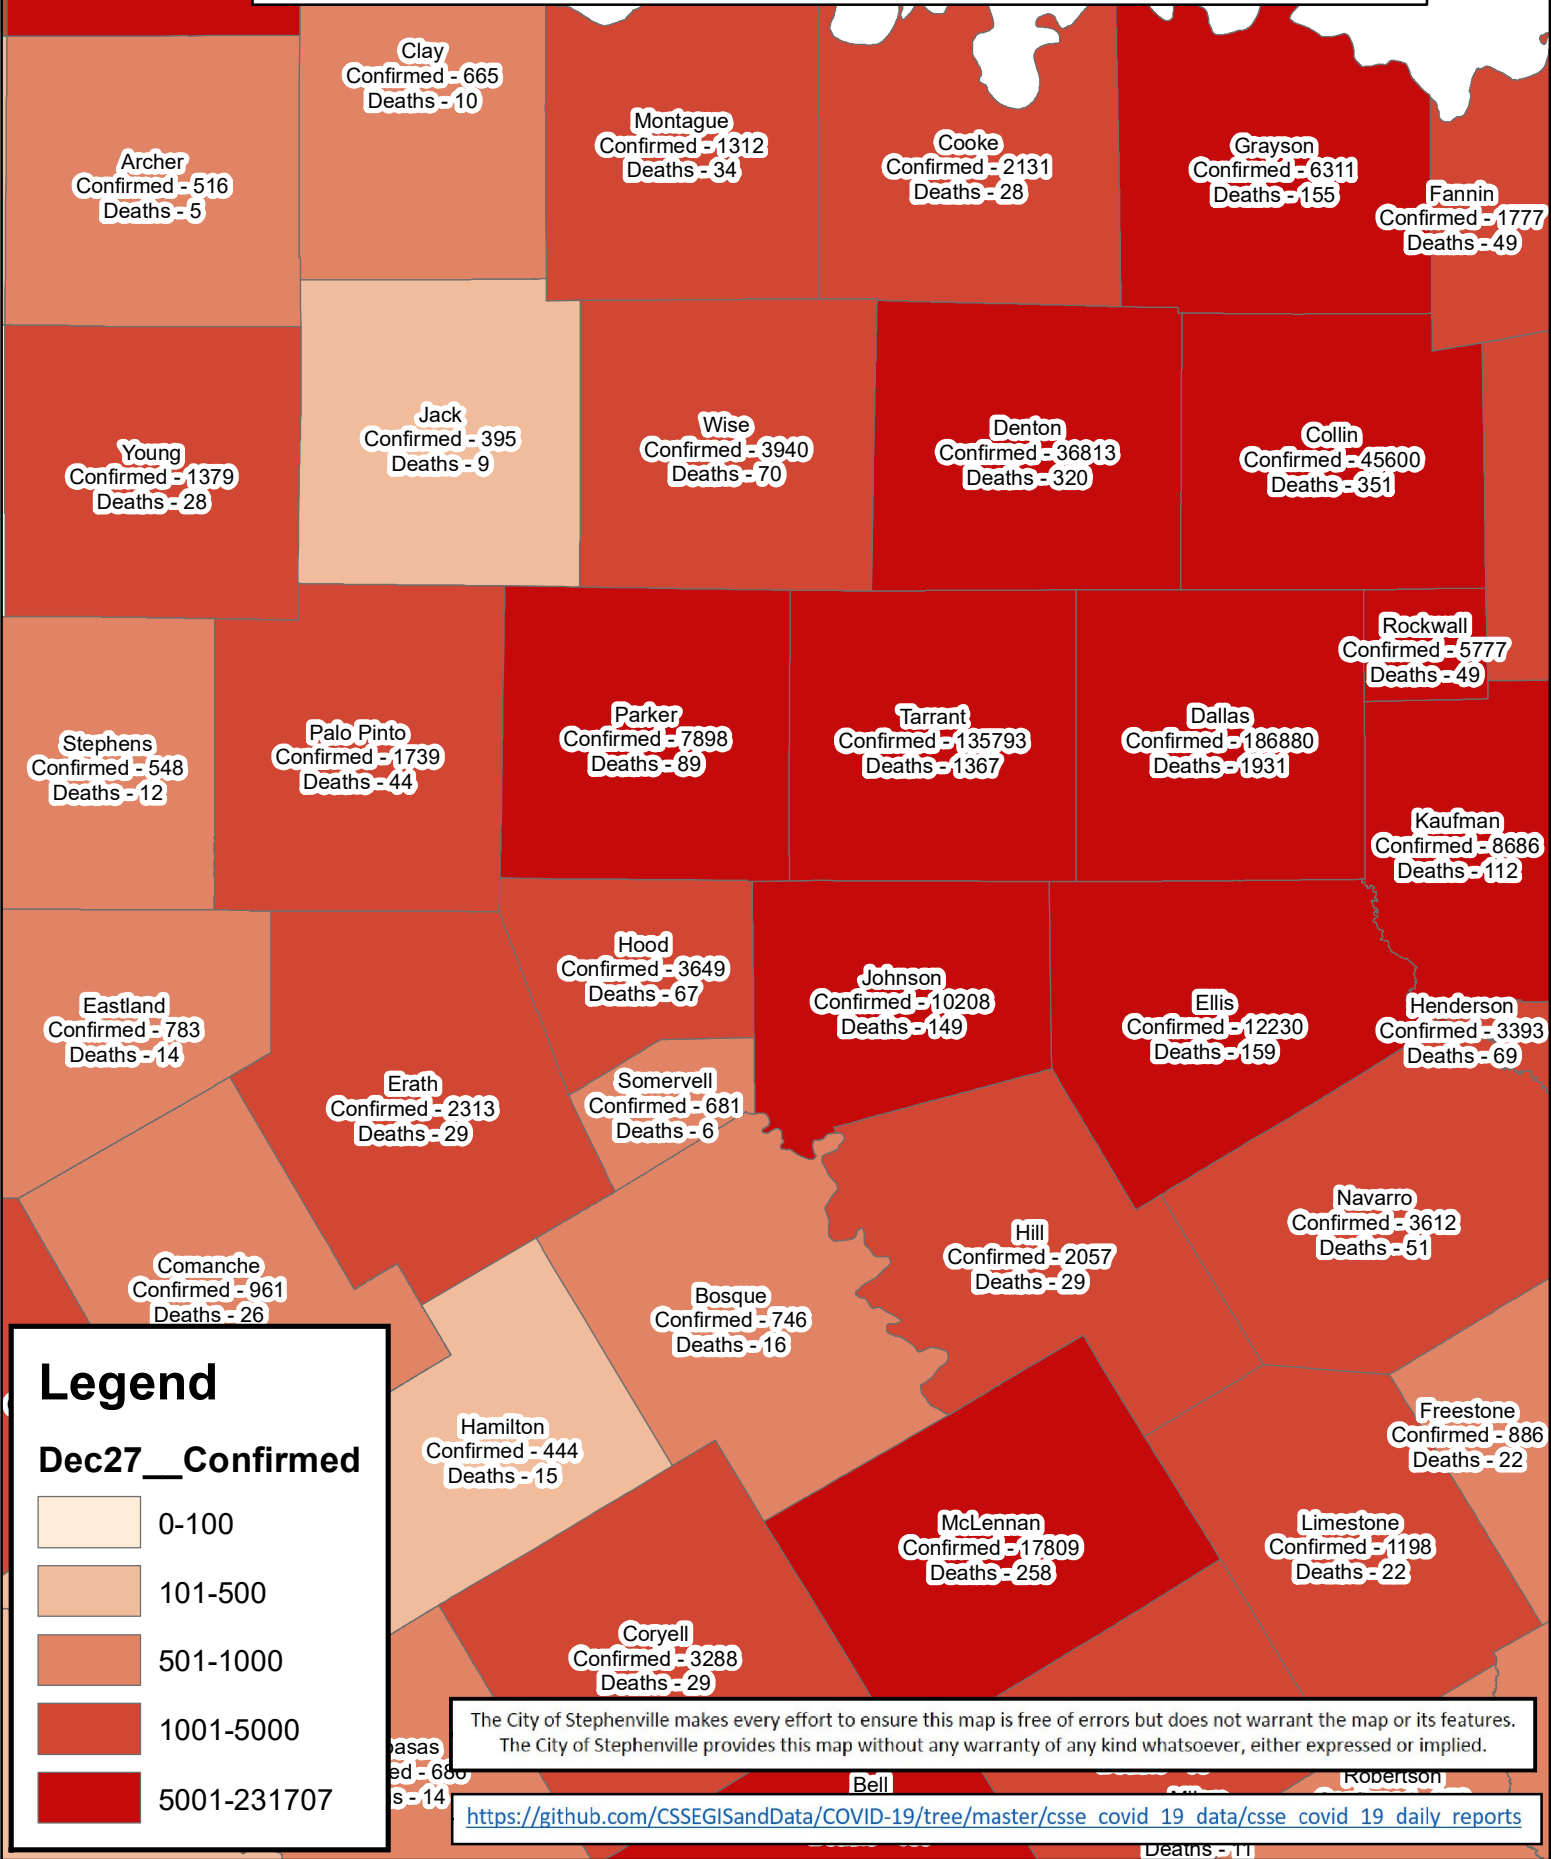 Clay
Confirmed - 665
Deaths - 10
Montague
Confirmed - 1312
Deaths - 34
Cooke
Confirmed - 2131
Deaths - 28
Grayson
Confirmed - 6311
Deaths - 155
Archer
Confirmed - 516
Deaths - 5
Fannin
Confirmed - 1777
Deaths - 49
Jack
Confirmed - 395
Deaths - 9
Wise
Confirmed - 3940
Deaths - 70
Denton
Confirmed - 36813
Deaths - 320
Collin
Confirmed - 45600
Deaths - 351
Young
Confirmed - 1379
Deaths - 28
Rockwall
Confirmed - 5777
Deaths - 49
Stephens
Confirmed - 548
Deaths - 12
Palo Pinto
Confirmed - 1739
Deaths - 44
Parker
Confirmed - 7898
Deaths - 89
Tarrant
Confirmed - 135793
Deaths - 1367
Dallas
Confirmed - 186880
Deaths - 1931
Kaufman
Confirmed - 8686
Deaths - 112
Hood
Confirmed - 3649
Deaths - 67
Johnson
Confirmed - 10208
Deaths - 149
Ellis
Confirmed - 12230
Deaths - 159
Henderson
Confirmed - 3393
Deaths - 69
Eastland
Confirmed - 783
Deaths - 14
Erath
Confirmed - 2313
Deaths - 29
Somervell
Confirmed - 681
Deaths - 6
Navarro
Confirmed - 3612
Deaths - 51
Hill
Confirmed - 2057
Deaths - 29
Comanche
Confirmed - 961
Deaths - 26
Bosque
Confirmed - 746
Deaths - 16
Hamilton
Confirmed - 444
Deaths - 15
Freestone
Confirmed - 886
Deaths - 22
McLennan
Confirmed - 17809
Deaths - 258
Limestone
Confirmed - 1198
Deaths - 22
Coryell
Confirmed - 3288
Deaths - 29
Legend
Dec27__Confirmed
0-100
101-500
501-1000
1001-5000
5001-231707
asas
ed - 686
s - 14
The City of Stephenville makes every effort to ensure this map is free of errors but does not warrant the map or its features.
The City of Stephenville provides this map without any warranty of any kind whatsoever, either expressed or implied.
Bell
Robertson
https://github.com/CSSEGISandData/COVID-19/tree/master/csse_covid_19_data/csse_covid_19_daily_reports
Deaths - 11